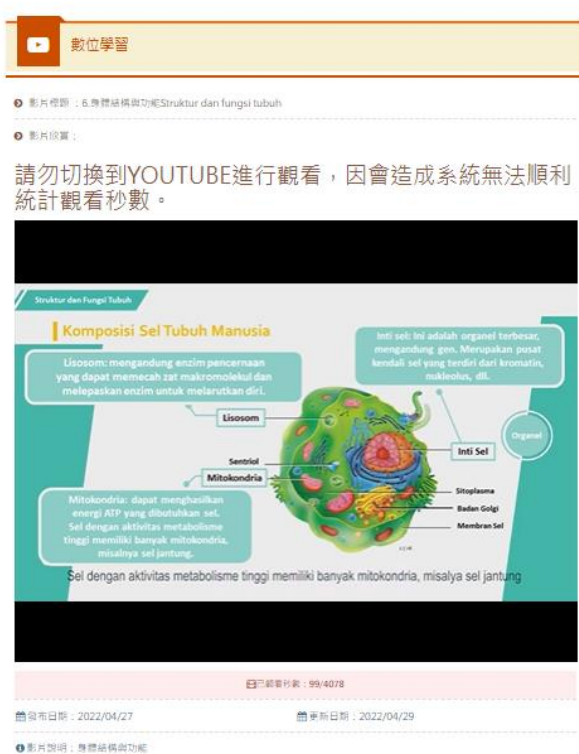 數位學習
影片標題 ：6.身體結構與功能Struktur dan fungsi tubuh
影片欣賞：
請勿切換到YOUTUBE進行觀看，因會造成系統無法順利
統計觀看秒數。
Struktur dan Fungsi Tubuh
Komposisi Sel Tubuh Manusia
Lisosom: mengandung enzim pencernaan
yang dapat memecah zat makromolekul dan
melepaskan enzim untuk melarutkan diri.
Inti sel: Ini adalah organel terbesar,
mengandung gen. Merupakan pusat
kendali sel yang terdiri dari kromatin,
nukleolus, dll.
Lisosom
Organel
Inti Sel
Sentriol
Mitokondria
Sitoplasma
Badan Golgi
Membran Sel
Mitokondria: dapat menghasilkan
energi ATP yang dibutuhkan sel.
Sel dengan aktivitas metabolisme
tinggi memiliki banyak mitokondria,
misalnya sel jantung.
Sel dengan aktivitas metabolisme tinggi memiliki banyak mitokondria, misalya sel jantung
已觀看秒數：99/4078
發布日期：2022/04/27
更新日期：2022/04/29
影片說明：身體結構與功能